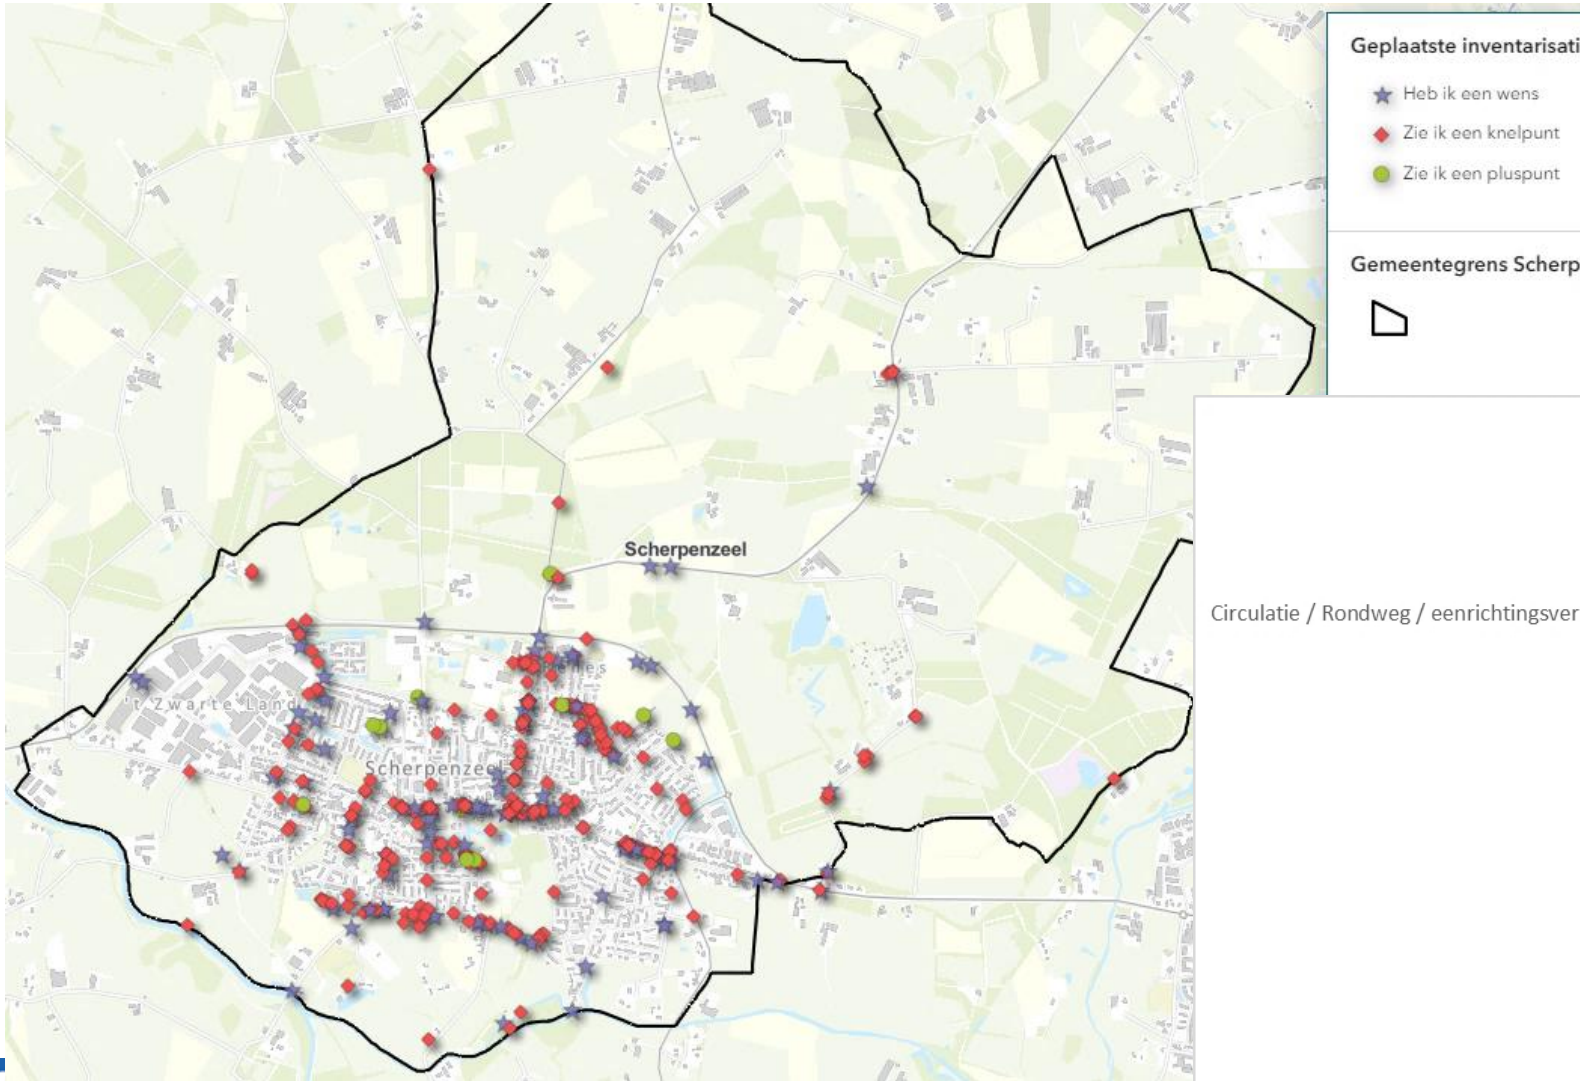 Geplaatste inventarisati
Heb ik een wens
Zie ik een knelpunt
Zie ik een pluspunt
Gemeentegrens Scherp
Scherpenzeel
Circulatie / Rondweg / eenrichtingsver
't Zwarte Land
Scherpenzeel